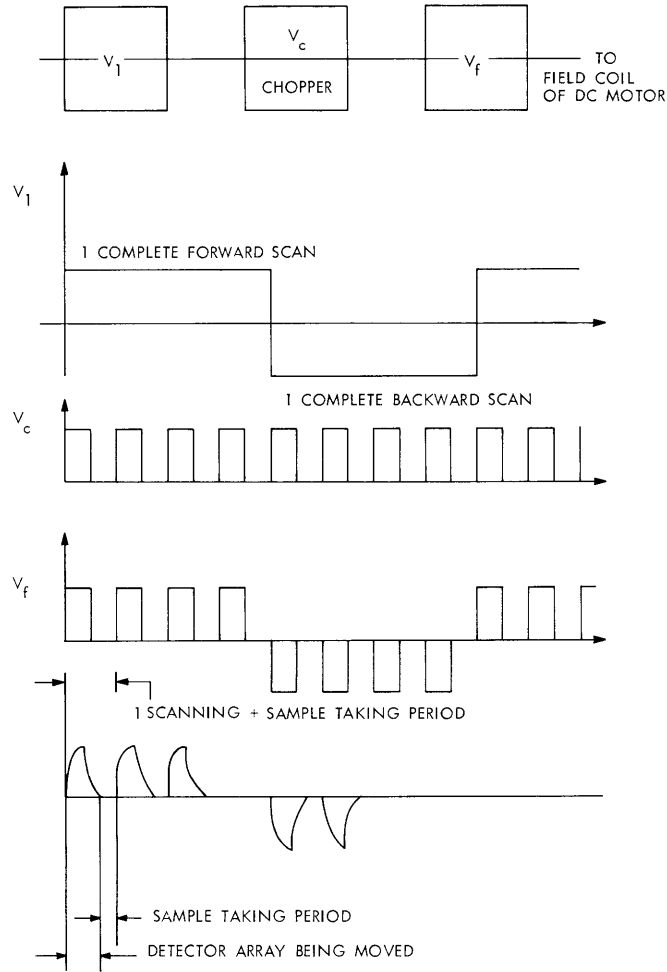 V1
Vc
CHOPPER
Vf
TO
FIELD COIL
OF DC MOTOR
V1
1 COMPLETE FORWARD SCAN
1 COMPLETE BACKWARD SCAN
Vc
Vf
1 SCANNING + SAMPLE TAKING PERIOD
SAMPLE TAKING PERIOD
DETECTOR ARRAY BEING MOVED